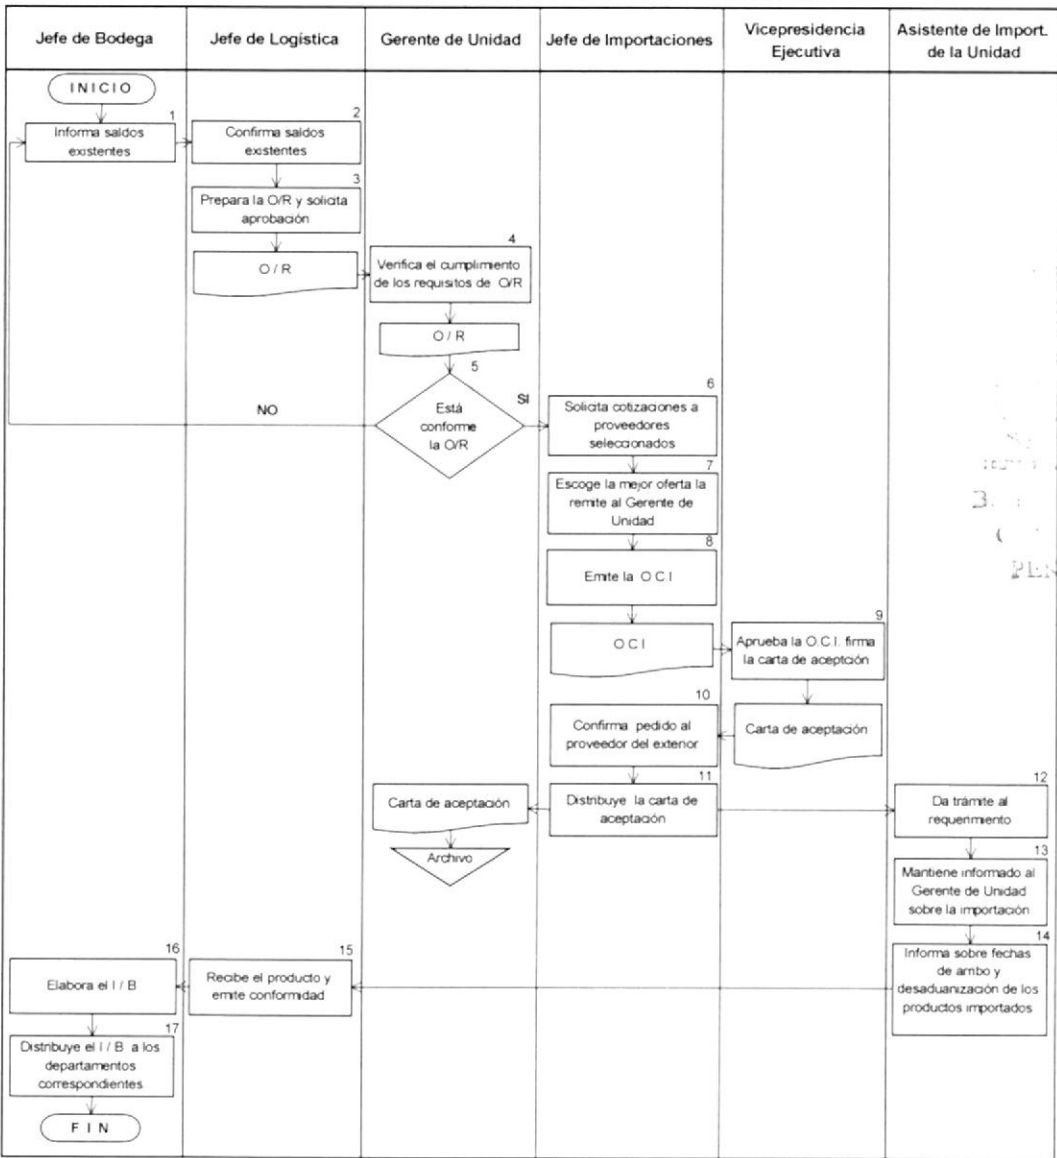 Jefe de Bodega
Jefe de Logística
Gerente de Unidad
Jefe de Importaciones
Vicepresidencia
Ejecutiva
Asistente de Import.
de la Unidad
INICIO
1
Informa saldos
existentes
2
Confirma saldos
existentes
3
Prepara la O/R y solicita
aprobación
O / R
4
Verifica el cumplimiento
de los requisitos de O/R
O / R
5
Está
conforme
la O/R
NO
SI
6
Solicita cotizaciones a
proveedores
seleccionados
7
Escoge la mejor oferta la
remite al Gerente de
Unidad
8
Emite la O C I
O C I
9
Aprueba la O.C.I. firma
la carta de aceptción
Carta de aceptación
10
Confirma pedido al
proveedor del exterior
11
Distribuye la carta de
aceptación
Carta de aceptación
Archivo
12
Da trámite al
requerimiento
13
Mantiene informado al
Gerente de Unidad
sobre la importación
14
Informa sobre fechas
de arribo y
desaduanización de los
productos importados
15
Recibe el producto y
emite conformidad
16
Elabora el I / B
17
Distribuye el I / B a los
departamentos
correspondientes
FIN